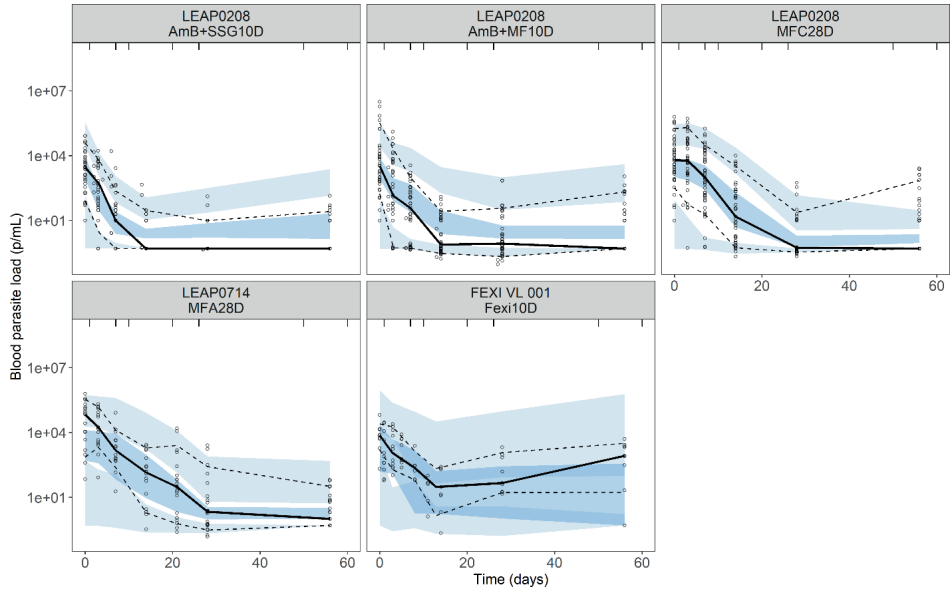 LEAP0208
AmB+SSG10D
LEAP0208
AmB+MF10D
LEAP0208
MFC28D
1e+07
1e+04
1e+01
0 20 40 60
LEAP0714
MFA28D
FEXI VL 001
Fexi10D
1e+07
1e+04
1e+01
0 20 40 60
0 20 40 60
Time (days)
Blood parasite load (p/mL)